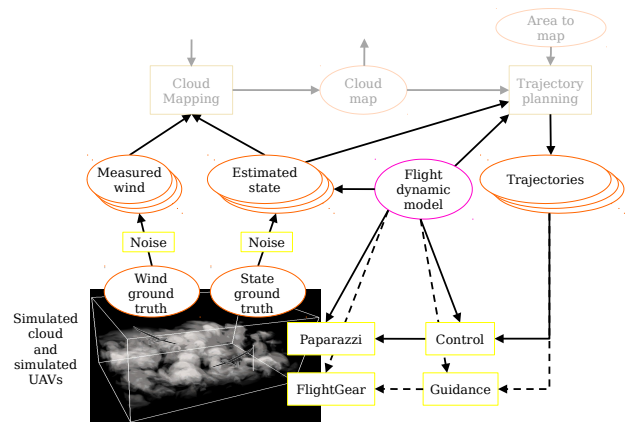 Area to
map
Cloud
Mapping
Cloud
map
Trajectory
planning
Measured
wind
Estimated
state
Flight
dynamic
model
Trajectories
Noise
Noise
Wind
ground
truth
State
ground
truth
Simulated
cloud
and
simulated
UAVs
Paparazzi
Control
FlightGear
Guidance